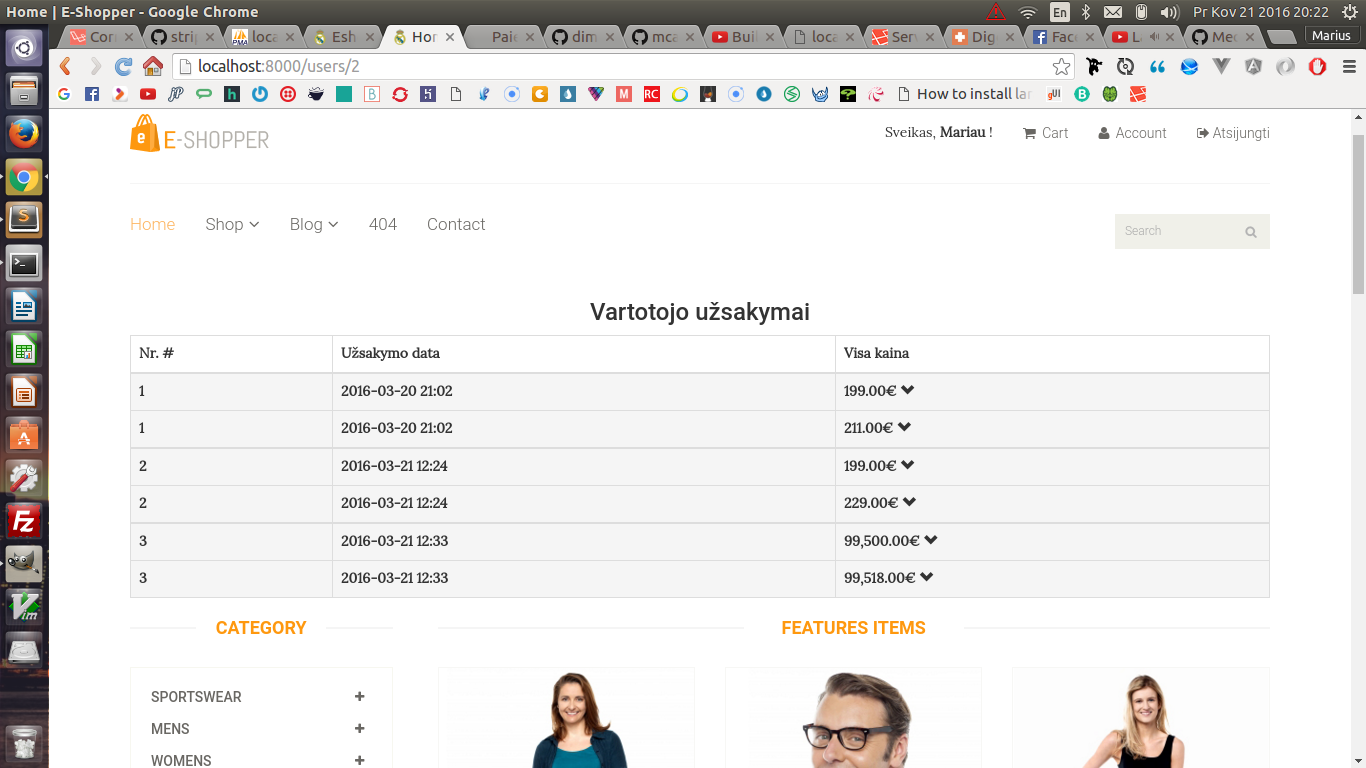 Home | E-Shopper - Google Chrome
En
Pr Kov 21 2016 20:22
Cor
strip
loca
Esh
Hor
Paie
dim
mca
Buil
loca
Serv
Dig
Fac
L
Med
Marius
localhost:8000/users/2
How to install lar
gUI
E-SHOPPER
Sveikas, Mariau !
Cart
Account
Atsijungti
Home
Shop
Blog
404
Contact
Search
Vartotojo užsakymai
Nr. # Užsakymo data Visa kaina
1 2016-03-20 21:02 199.00€
1 2016-03-20 21:02 211.00€
2 2016-03-21 12:24 199.00€
2 2016-03-21 12:24 229.00€
3 2016-03-21 12:33 99,500.00€
3 2016-03-21 12:33 99,518.00€
CATEGORY
FEATURES ITEMS
SPORTSWEAR
MENS
WOMENS